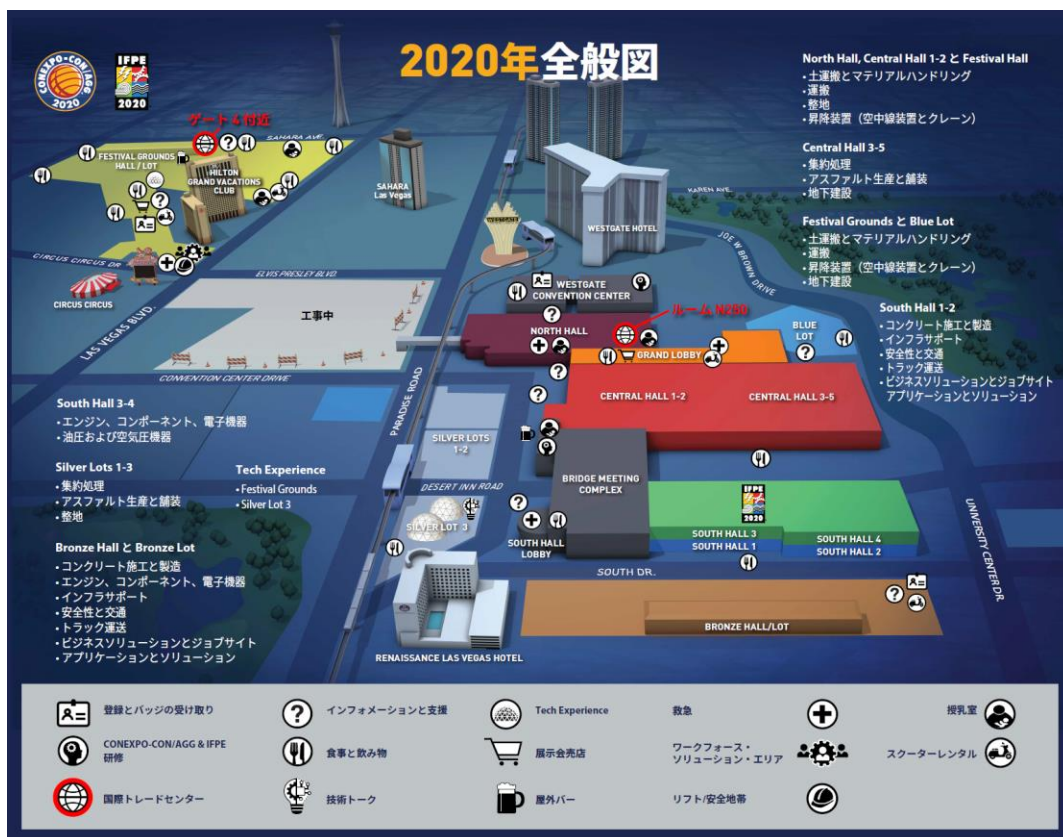 CONEXPO-CON/AGG
2020
IFPE
2020
2020年全般図
North Hall, Central Hall 1-2 と Festival Hall
・土運搬とマテリアルハンドリング
・運搬
・整地
・昇降装置（空中線装置とクレーン）
Central Hall 3-5
・集約処理
・アスファルト生産と舗装
・地下建設
Festival Grounds と Blue Lot
・土運搬とマテリアルハンドリング
・運搬
・昇降装置（空中線装置とクレーン）
・地下建設
South Hall 1-2
・コンクリート施工と製造
・インフラサポート
・安全性と交通
・トラック運送
・ビジネスソリューションとジョブサイト
アプリケーションとソリューション
ゲート4付近
SAHARA AVE.
FESTIVAL GROUNDS
HALL / LOT
HILTON
GRAND VACATIONS
CLUB
SAHARA
Las Vegas
WESTGATE
WESTGATE HOTEL
KAREN AVE.
JOE W BROWN DRIVE
CIRCUS CIRCUS DR.
CIRCUS CIRCUS
ELVIS PRESLEY BLVD.
LAS VEGAS BLVD.
工事中
CONVENTION CENTER DRIVE
PARADISE ROAD
WESTGATE
CONVENTION CENTER
NORTH HALL
ルーム N250
GRAND LOBBY
BLUE
LOT
CENTRAL HALL 1-2
CENTRAL HALL 3-5
SILVER LOTS
1-2
DESERT INN ROAD
SILVER LOT 3
BRIDGE MEETING
COMPLEX
SOUTH HALL
LOBBY
IFPE
2020
SOUTH HALL 3
SOUTH HALL 1
SOUTH HALL 4
SOUTH HALL 2
SOUTH DR.
UNIVERSITY CENTER DR.
BRONZE HALL/LOT
RENAISSANCE LAS VEGAS HOTEL
South Hall 3-4
・エンジン、コンポーネント、電子機器
・油圧および空気圧機器
Silver Lots 1-3
・集約処理
・アスファルト生産と舗装
・整地
Tech Experience
・Festival Grounds
・Silver Lot 3
Bronze Hall と Bronze Lot
・コンクリート施工と製造
・エンジン、コンポーネント、電子機器
・インフラサポート
・安全性と交通
・トラック運送
・ビジネスソリューションとジョブサイト
・アプリケーションとソリューション
登録とバッジの受け取り
インフォメーションと支援
Tech Experience
救急
授乳室
CONEXPO-CON/AGG & IFPE
研修
食事と飲み物
展示会売店
ワークフォース・
ソリューション・エリア
スクーターレンタル
国際トレードセンター
技術トーク
屋外バー
リフト/安全地帯